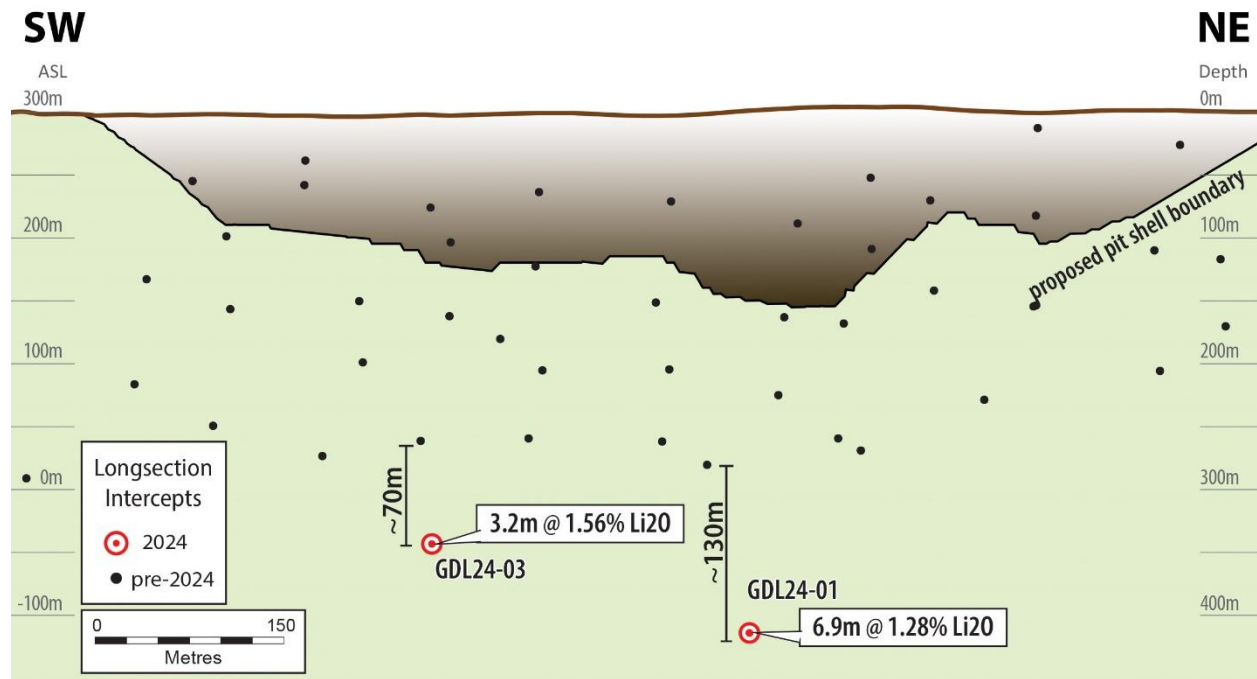 SW
NE
ASL
Depth
300m
0m
200m
100m
proposed pit shell boundary
100m
200m
0m
300m
-100m
400m
~70m
~130m
3.2m @ 1.56% Li2O
GDL24-03
GDL24-01
6.9m @ 1.28% Li2O
Longsection
Intercepts
2024
pre-2024
0 150
Metres